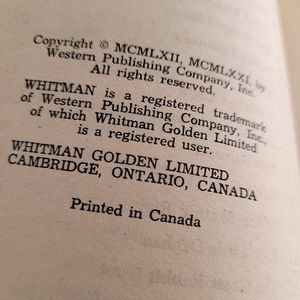 Copyright © MCMLXII, MCMLXXI, by
Western Publishing Company, Inc.
All rights reserved.
WHITMAN is a registered trademark
of Western Publishing Company, Inc.,
of which Whitman Golden Limited
is a registered user.
WHITMAN GOLDEN LIMITED
CAMBRIDGE, ONTARIO, CANADA
Printed in Canada